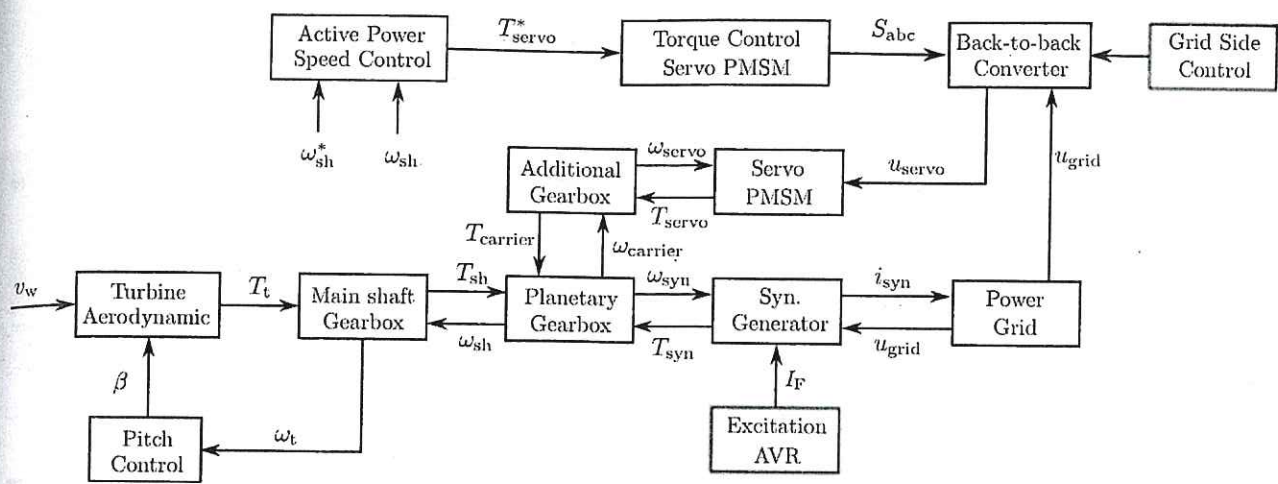 Active Power
Speed Control
T*servo
Torque Control
Servo PMSM
Sabc
Back-to-back
Converter
Grid Side
Control
ω*sh
ωsh
ugrid
Additional
Gearbox
ωservo
Tservo
Servo
PMSM
uservo
Tcarrier
ωcarrier
vw
Turbine
Aerodynamic
Tt
Main shaft
Gearbox
Tsh
ωsh
Planetary
Gearbox
ωsyn
Tsyn
Syn.
Generator
isyn
ugrid
Power
Grid
β
IF
Pitch
Control
ωt
Excitation
AVR